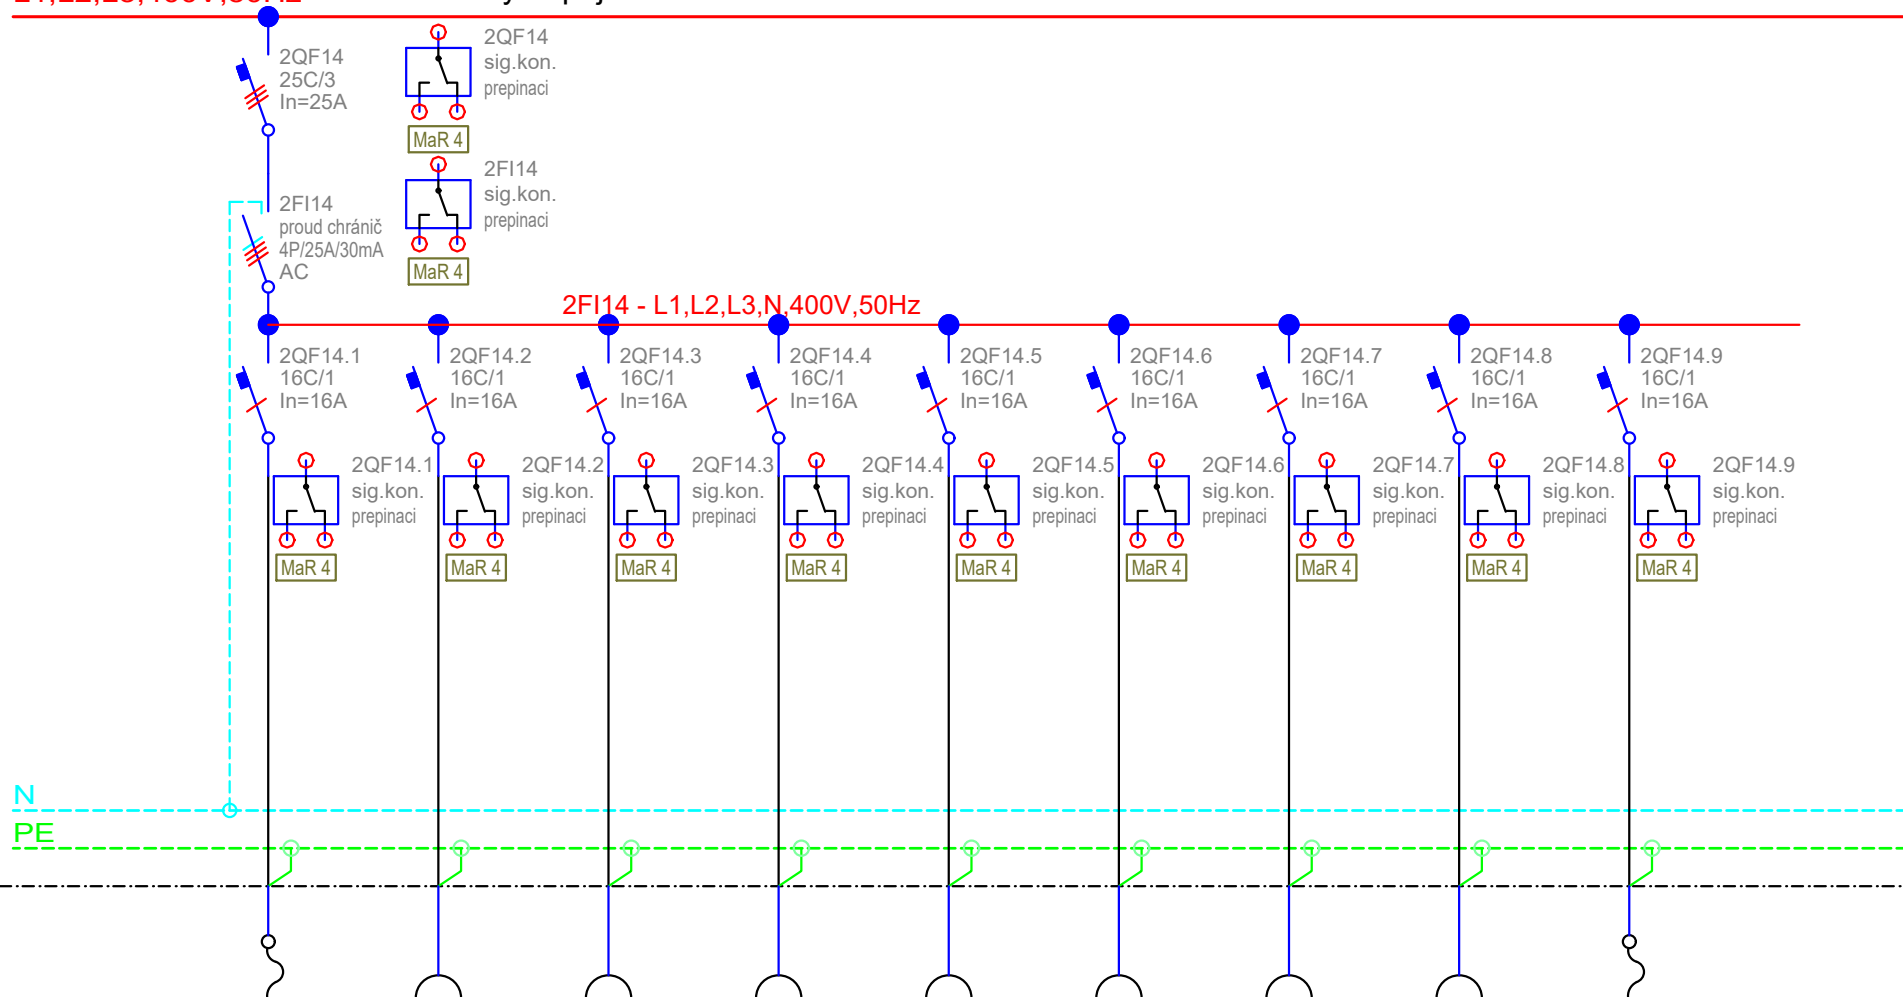 2QF14
25C/3
In=25A
2QF14
sig.kon.
prepinaci
MaR 4
2FI14
proud chránič
4P/25A/30mA
AC
2FI14
sig.kon.
prepinaci
MaR 4
2FI14 - L1,L2,L3,N,400V,50Hz
2QF14.1
16C/1
In=16A
2QF14.2
16C/1
In=16A
2QF14.3
16C/1
In=16A
2QF14.4
16C/1
In=16A
2QF14.5
16C/1
In=16A
2QF14.6
16C/1
In=16A
2QF14.7
16C/1
In=16A
2QF14.8
16C/1
In=16A
2QF14.9
16C/1
In=16A
2QF14.1
sig.kon.
prepinaci
MaR 4
2QF14.2
sig.kon.
prepinaci
MaR 4
2QF14.3
sig.kon.
prepinaci
MaR 4
2QF14.4
sig.kon.
prepinaci
MaR 4
2QF14.5
sig.kon.
prepinaci
MaR 4
2QF14.6
sig.kon.
prepinaci
MaR 4
2QF14.7
sig.kon.
prepinaci
MaR 4
2QF14.8
sig.kon.
prepinaci
MaR 4
2QF14.9
sig.kon.
prepinaci
MaR 4
N
PE